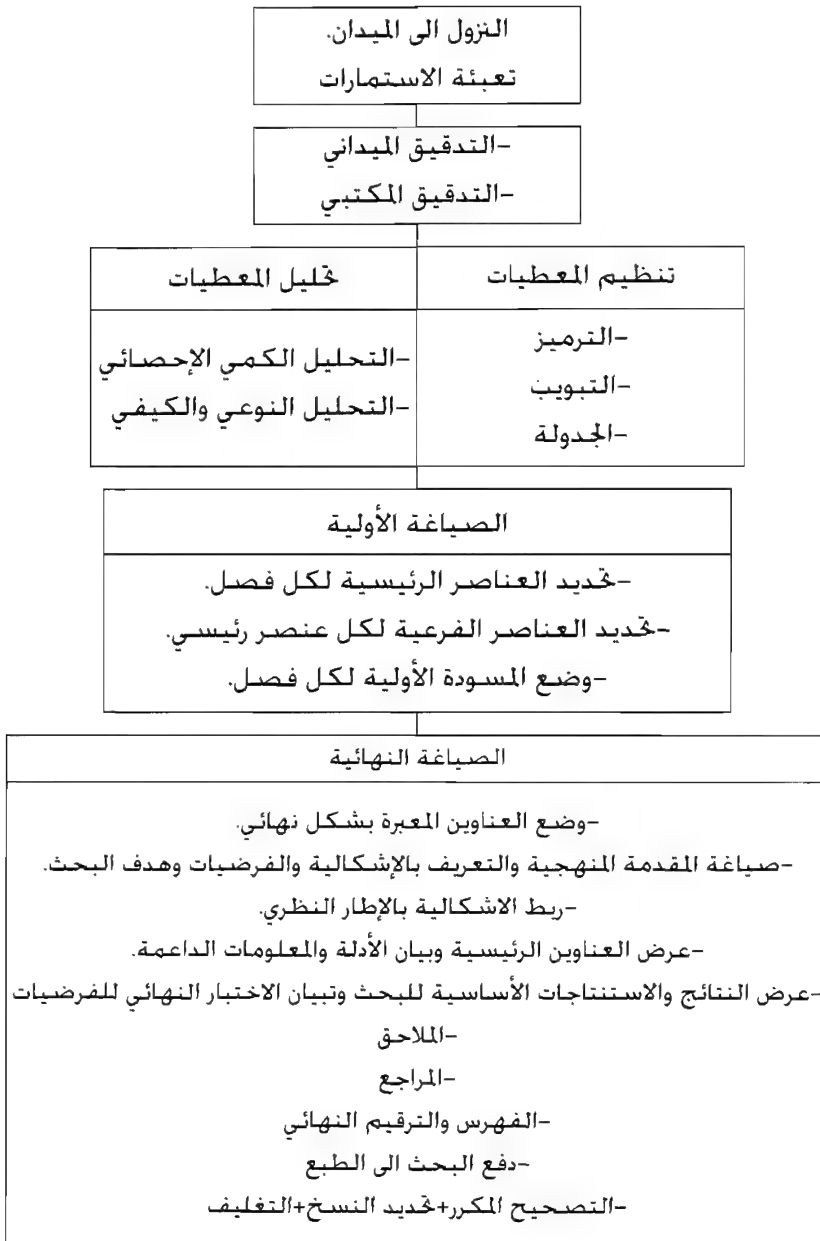 النزول الى الميدان.
تعبئة الاستمارات
-التدقيق الميداني
-التدقيق المكتبي
تنظيم المعطيات
-الترميز
-التبويب
-الجدولة
تحليل المعطيات
-التحليل الكمي الإحصائي
-التحليل النوعي والكيفي
الصياغة الأولية
-تحديد العناصر الرئيسية لكل فصل.
-تحديد العناصر الفرعية لكل عنصر رئيسي.
-وضع المسودة الأولية لكل فصل.
الصياغة النهائية
-وضع العناوين المعبرة بشكل نهائي.
-صياغة المقدمة المنهجية والتعريف بالإشكالية والفرضيات وهدف البحث.
-ربط الاشكالية بالإطار النظري.
-عرض العناوين الرئيسية وبيان الأدلة والمعلومات الداعمة.
-عرض النتائج والاستنتاجات الأساسية للبحث وتبيان الاختبار النهائي للفرضيات
-الملاحق
-المراجع
-الفهرس والترقيم النهائي
-دفع البحث الى الطبع
-التصحيح المكرر+تحديد النسخ+التغليف